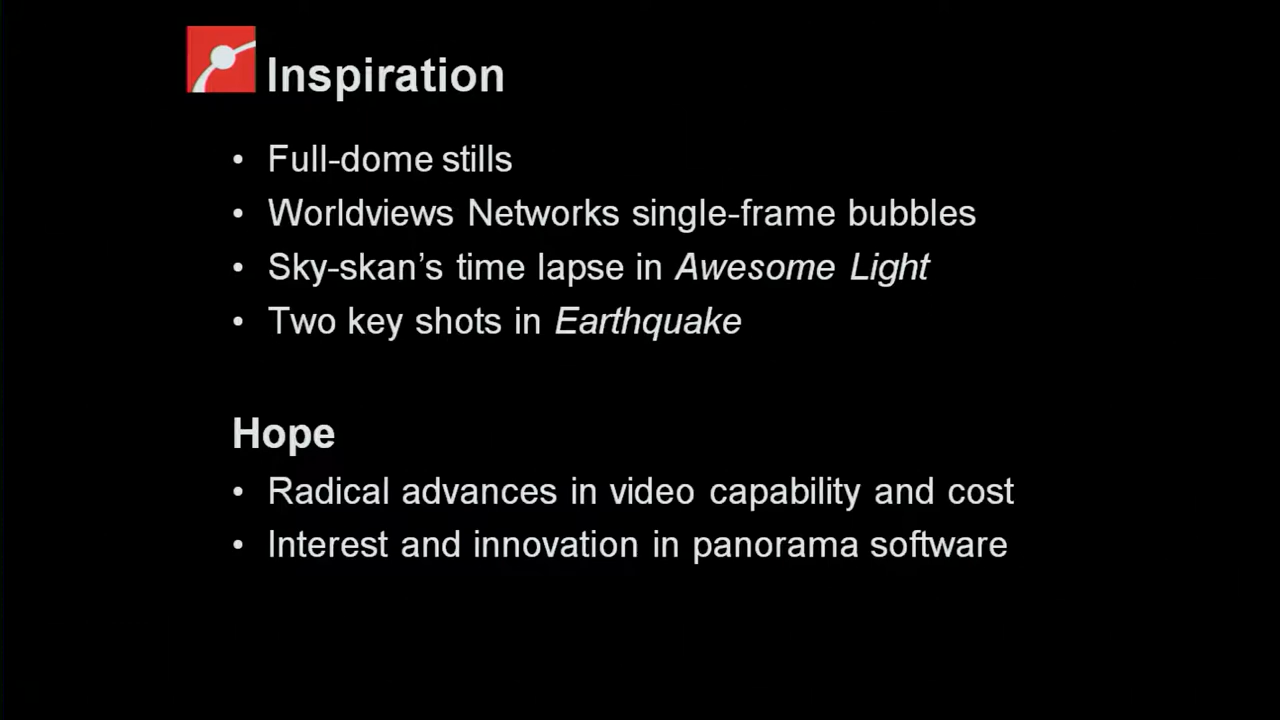 Inspiration
• Full-dome stills
• Worldviews Networks single-frame bubbles
• Sky-skan’s time lapse in Awesome Light
• Two key shots in Earthquake
Hope
• Radical advances in video capability and cost
• Interest and innovation in panorama software